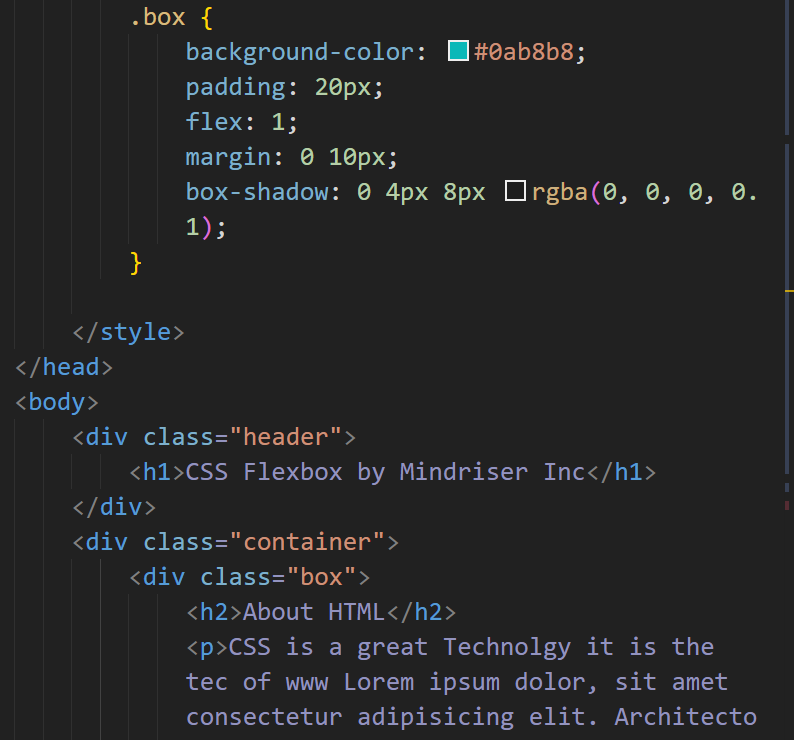 .box {
background-color: #0ab8b8;
padding: 20px;
flex: 1;
margin: 0 10px;
box-shadow: 0 4px 8px rgba(0, 0, 0, 0.
1);
}
</style>
</head>
<body>
<div class="header">
<h1>CSS Flexbox by Mindriser Inc</h1>
</div>
<div class="container">
<div class="box">
<h2>About HTML</h2>
<p>CSS is a great Technolgy it is the
tec of www Lorem ipsum dolor, sit amet
consectetur adipisicing elit. Architecto